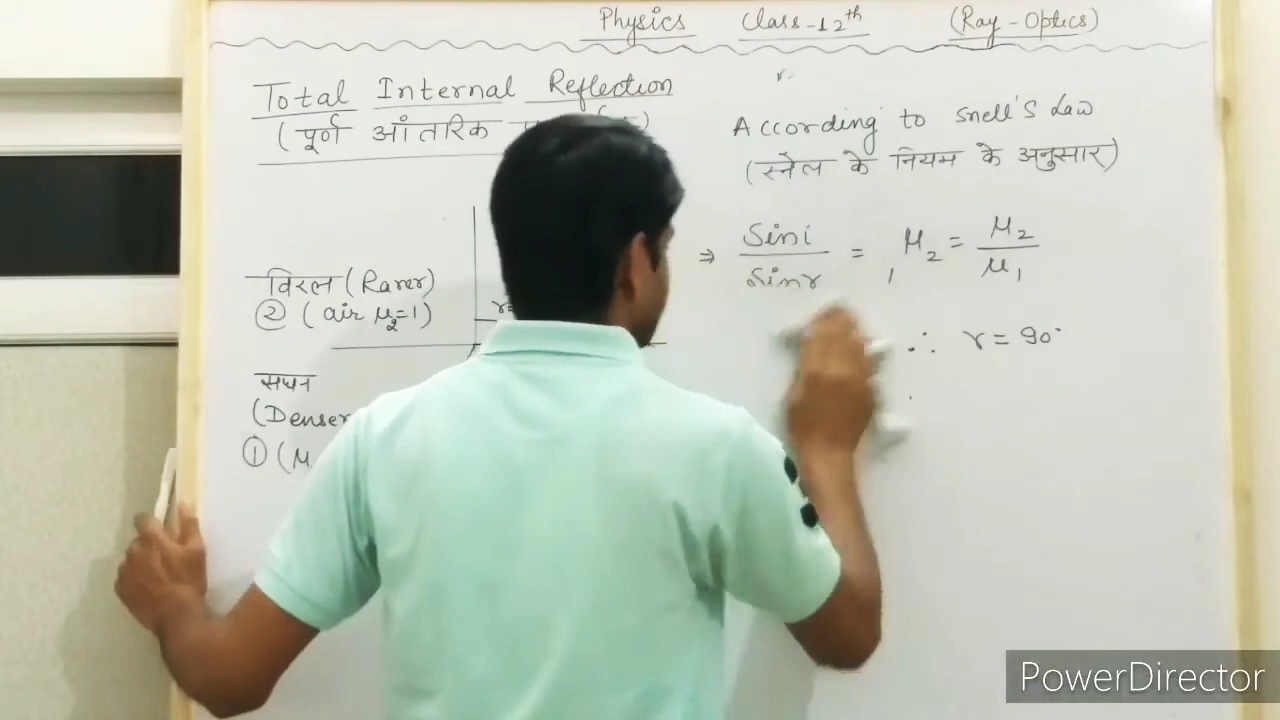 Physics Class-12th (Ray-Optics)
Total Internal Reflection
(पूर्ण आंतरिक
विरल (Rarer)
② (air μ₂=1)
सघन
(Denser
① (μ
r=
According to snell's Law
(स्नेल के नियम के अनुसार)
⇒ Sini/Sinr = ₁μ₂ = μ₂/μ₁
∴ r = 90°
PowerDirector